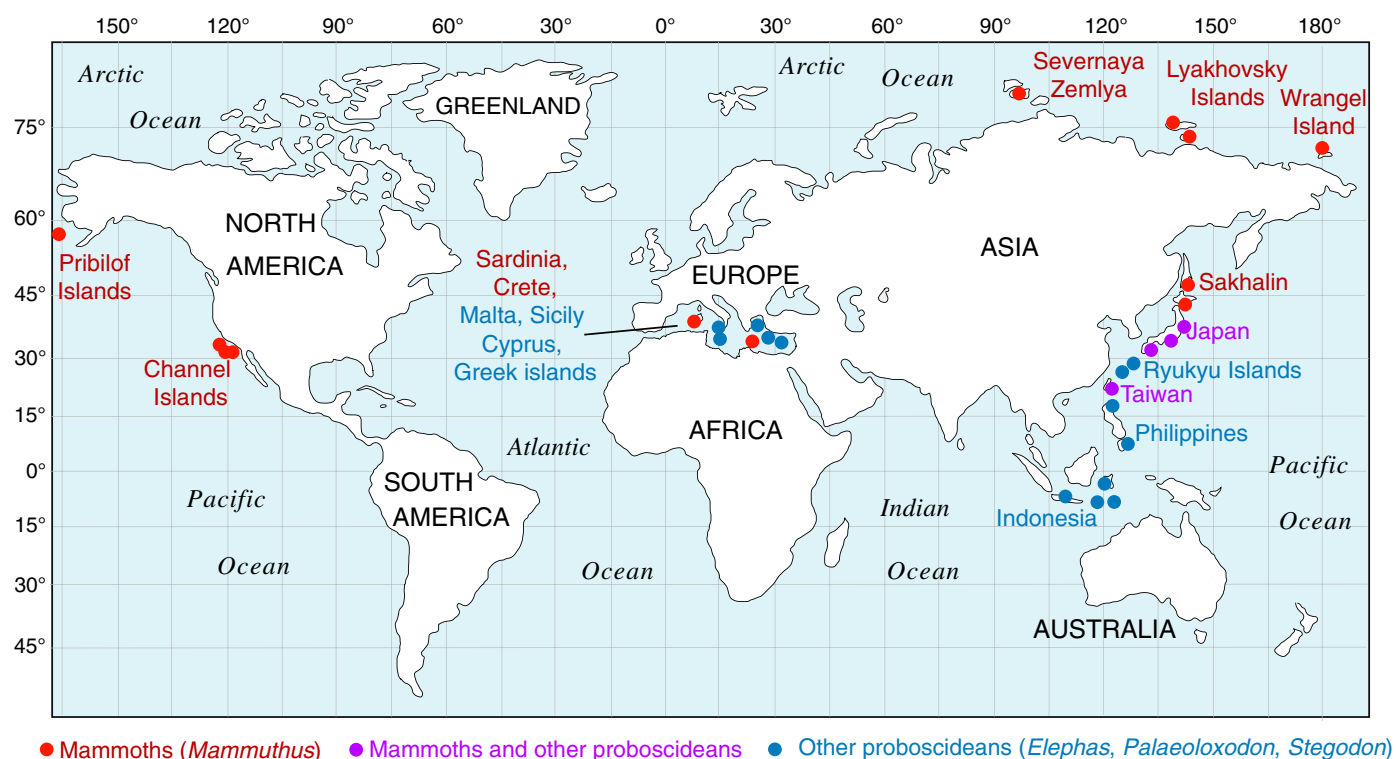 150° 120° 90° 60° 30° 0° 30° 60° 90° 120° 150° 180°
Arctic
Ocean
GREENLAND
Arctic
Ocean
Severnaya
Zemlya
Lyakhovsky
Islands
Wrangel
Island
75°
60°
NORTH
AMERICA
Pribilof
Islands
Sardinia,
Crete,
Malta, Sicily
Cyprus,
Greek islands
EUROPE
ASIA
Sakhalin
45°
Japan
30°
Channel
Islands
Ryukyu Islands
Taiwan
15°
Atlantic
AFRICA
Philippines
0°
Pacific
SOUTH
AMERICA
Indian
Indonesia
Pacific
Ocean
15°
Ocean
Ocean
Ocean
30°
AUSTRALIA
45°
Mammoths (Mammuthus)
Mammoths and other proboscideans
Other proboscideans (Elephas, Palaeoloxodon, Stegodon)